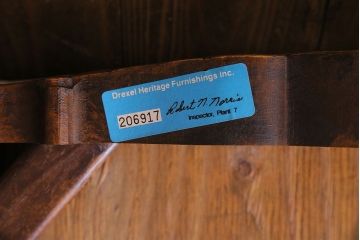 Drexel Heritage Furnishings Inc.
206917 Robert N. Norris
Inspector, Plant 7